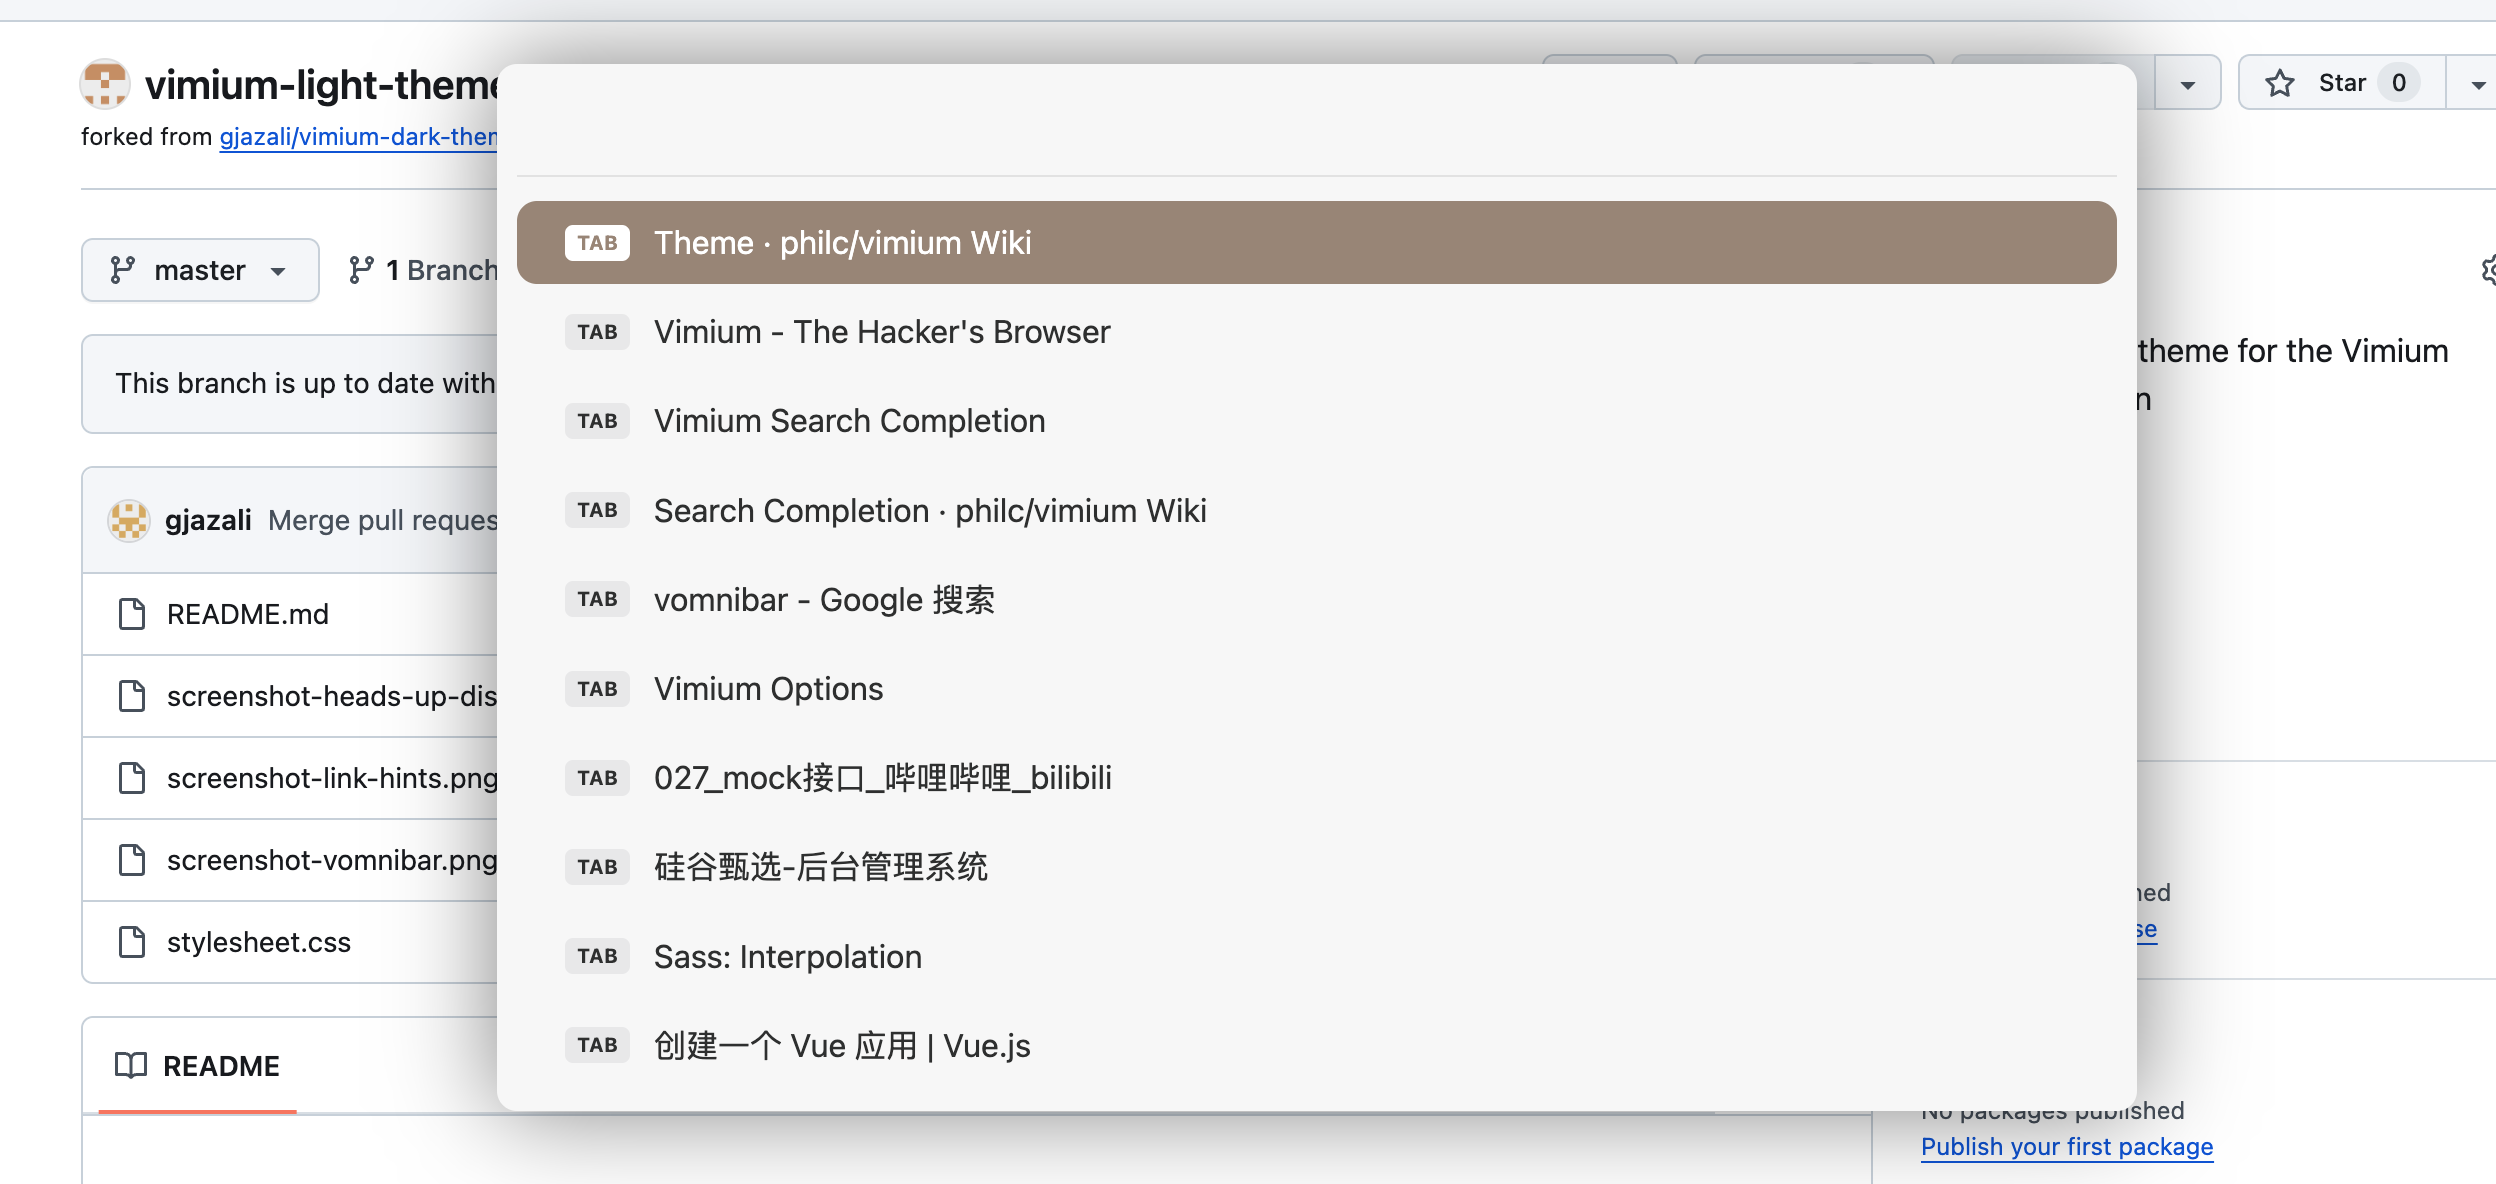 vimium-light-theme
forked from gjazali/vimium-dark-them
Star 0
master
1 Branch
This branch is up to date with
gjazali Merge pull reques
README.md
screenshot-heads-up-dis
screenshot-link-hints.png
screenshot-vomnibar.png
stylesheet.css
README
TAB Theme · philc/vimium Wiki
TAB Vimium - The Hacker's Browser
TAB Vimium Search Completion
TAB Search Completion · philc/vimium Wiki
TAB vomnibar - Google 搜索
TAB Vimium Options
TAB 027_mock接口_哔哩哔哩_bilibili
TAB 硅谷甄选-后台管理系统
TAB Sass: Interpolation
TAB 创建一个 Vue 应用 | Vue.js
theme for the Vimium
n
hed
se
No packages published
Publish your first package